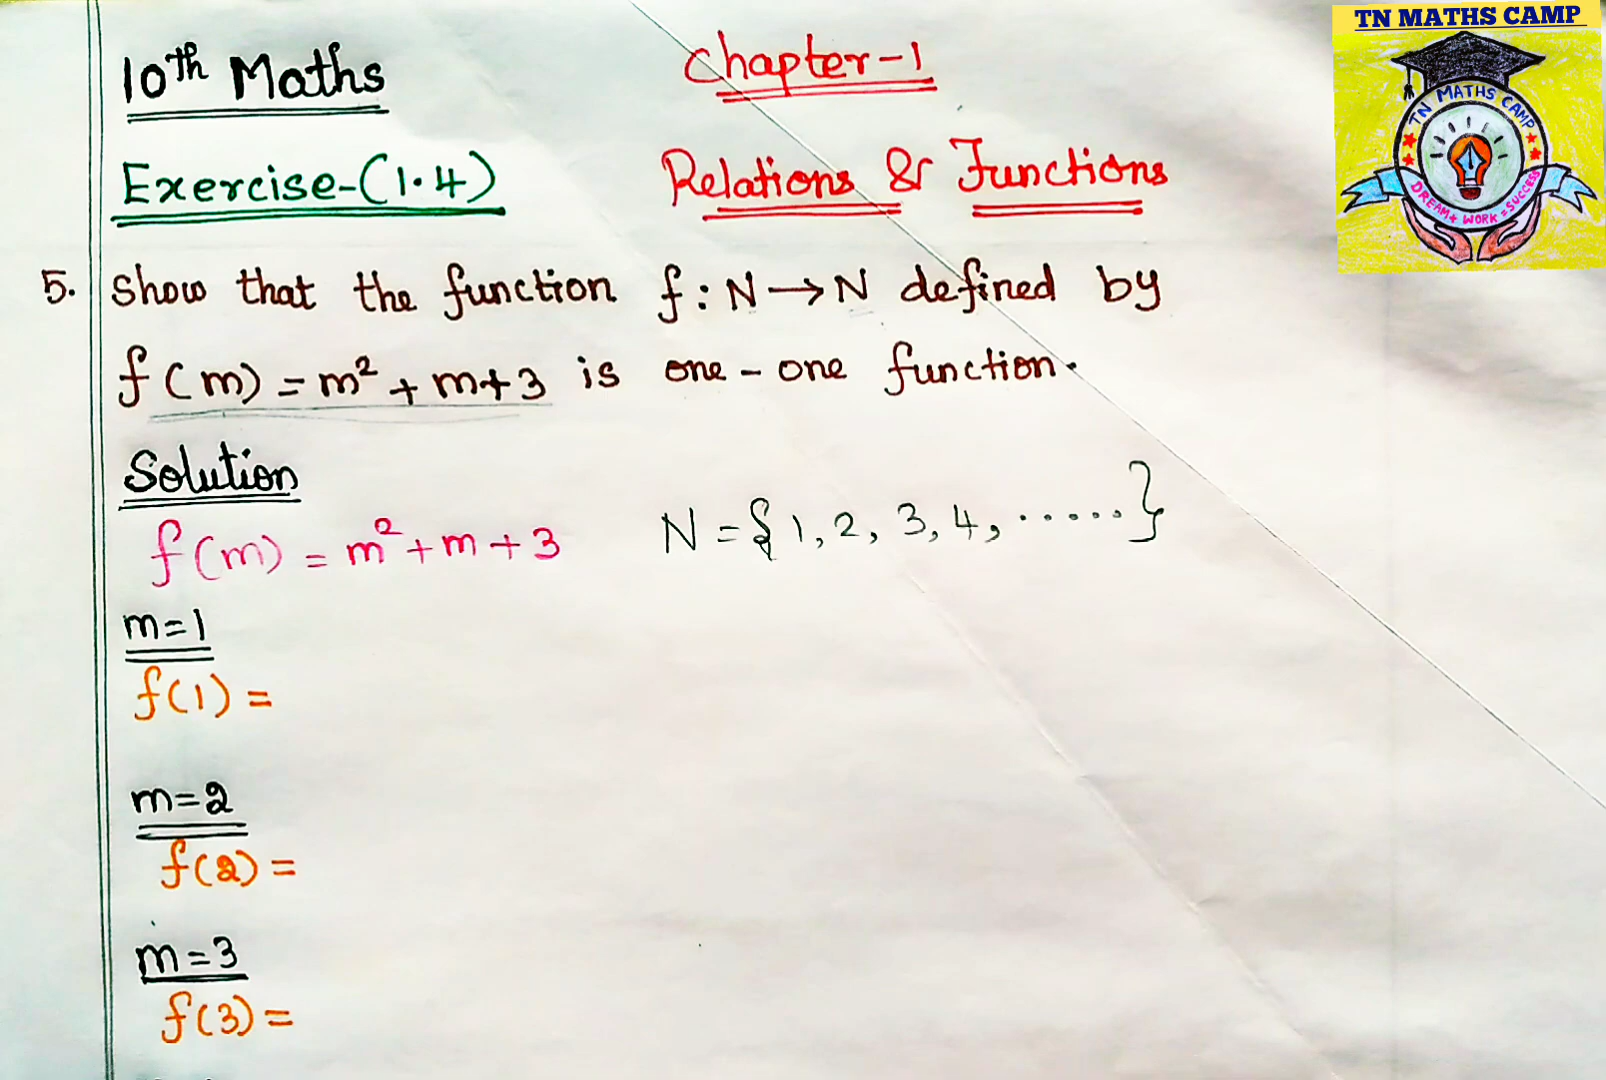 TN MATHS CAMP
10th Maths
Chapter-1
TN MATHS CAMP
DREAM + WORK = SUCCESS
Exercise-(1.4)
Relations & Functions
5. Show that the function f : N → N defined by
f(m) = m² + m + 3 is one - one function.
Solution
f(m) = m² + m + 3
N = {1, 2, 3, 4, ......}
m=1
f(1) =
m=2
f(2) =
m=3
f(3) =